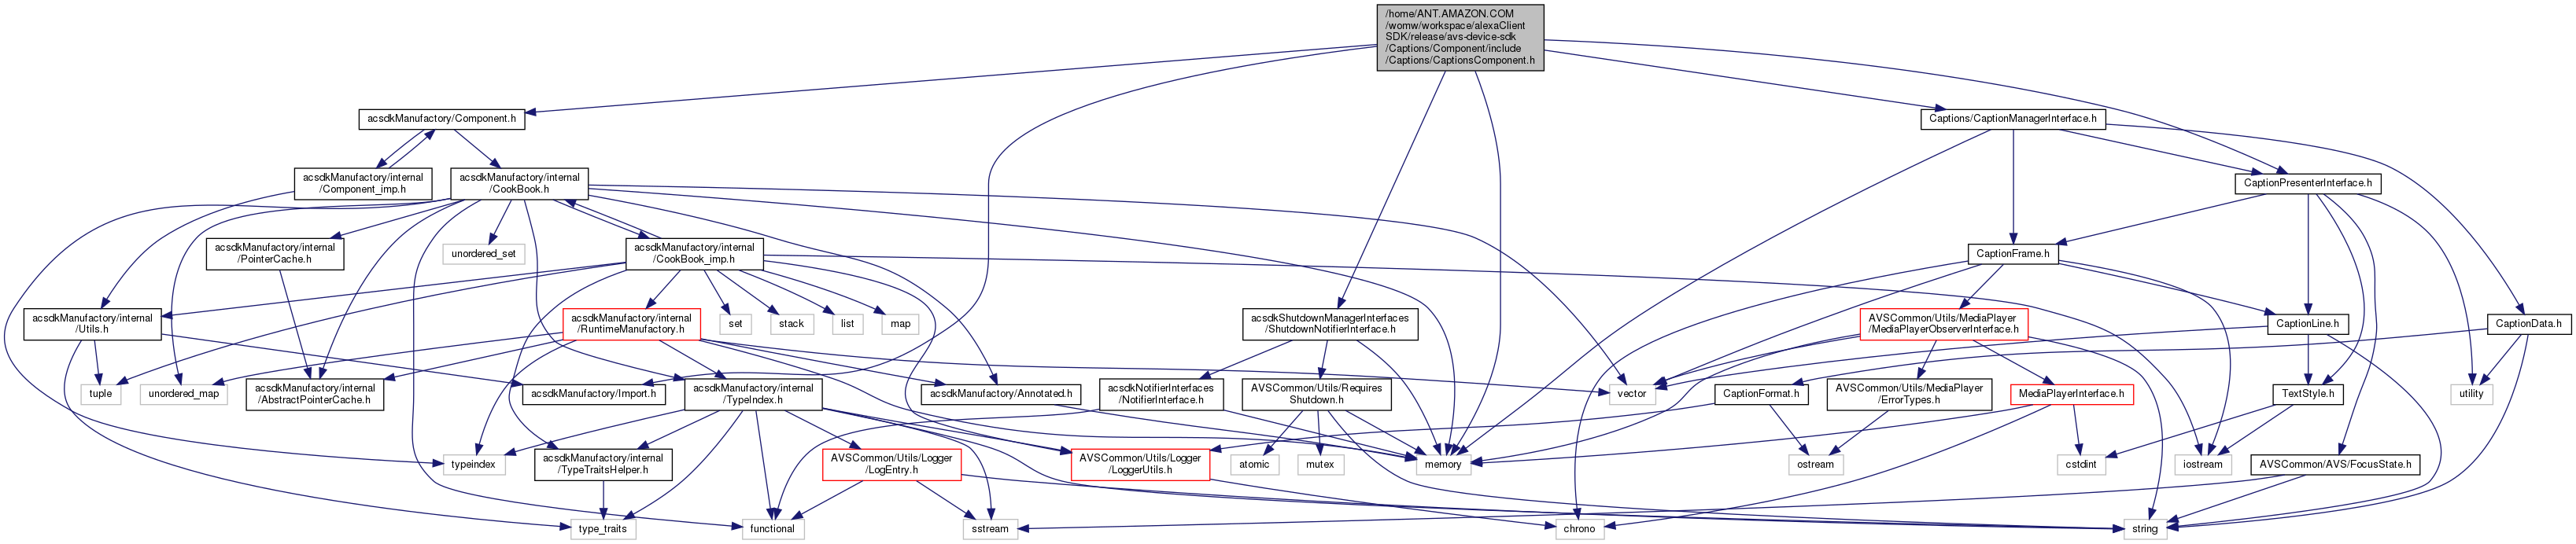 /home/ANT.AMAZON.COM
/womw/workspace/alexaClient
SDK/release/avs-device-sdk
/Captions/Component/include
/Captions/CaptionsComponent.h
acsdkManufactory/Component.h
Captions/CaptionManagerInterface.h
acsdkManufactory/internal
/Component_imp.h
acsdkManufactory/internal
/CookBook.h
CaptionPresenterInterface.h
acsdkManufactory/internal
/PointerCache.h
unordered_set
acsdkManufactory/internal
/CookBook_imp.h
CaptionFrame.h
acsdkManufactory/internal
/Utils.h
acsdkManufactory/internal
/RuntimeManufactory.h
set
stack
list
map
acsdkShutdownManagerInterfaces
/ShutdownNotifierInterface.h
AVSCommon/Utils/MediaPlayer
/MediaPlayerObserverInterface.h
CaptionLine.h
CaptionData.h
tuple
unordered_map
acsdkManufactory/internal
/AbstractPointerCache.h
acsdkManufactory/Import.h
acsdkManufactory/internal
/TypeIndex.h
acsdkManufactory/Annotated.h
acsdkNotifierInterfaces
/NotifierInterface.h
AVSCommon/Utils/Requires
Shutdown.h
vector
CaptionFormat.h
AVSCommon/Utils/MediaPlayer
/ErrorTypes.h
MediaPlayerInterface.h
TextStyle.h
utility
typeindex
acsdkManufactory/internal
/TypeTraitsHelper.h
AVSCommon/Utils/Logger
/LogEntry.h
AVSCommon/Utils/Logger
/LoggerUtils.h
atomic
mutex
memory
ostream
cstdint
iostream
AVSCommon/AVS/FocusState.h
type_traits
functional
sstream
chrono
string